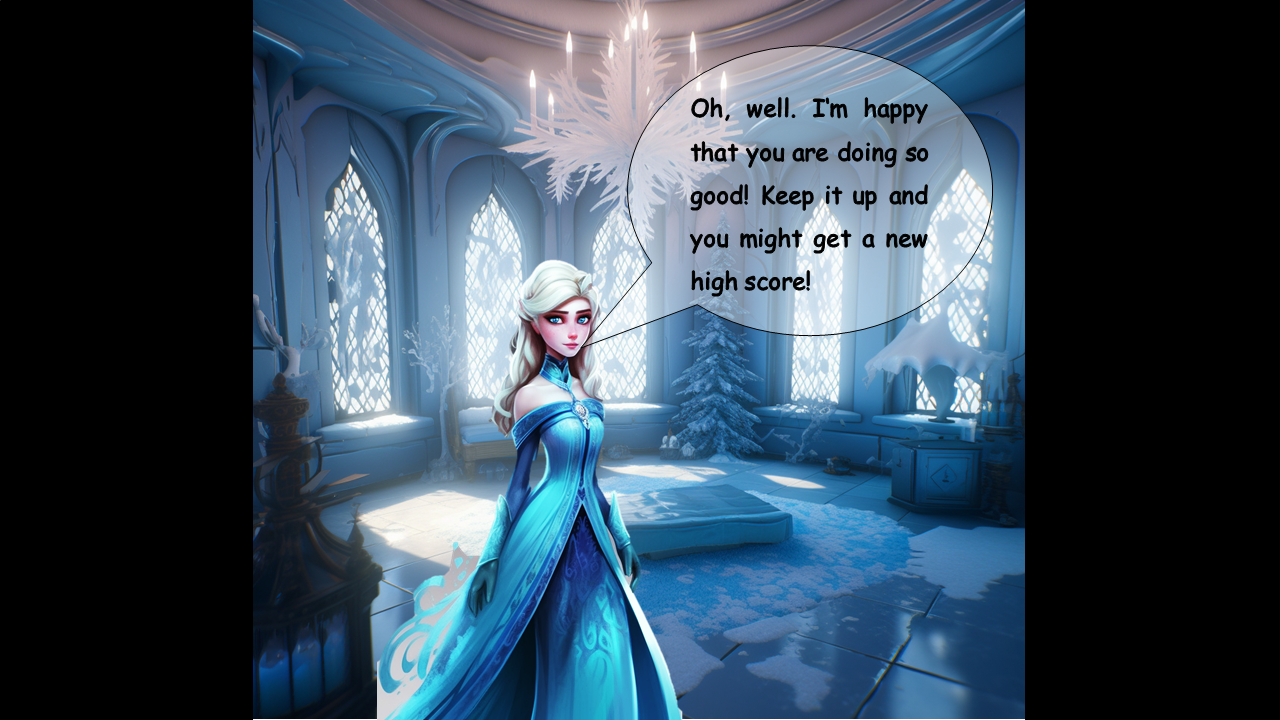 Oh, well. I'm happy
that you are doing so
good! Keep it up and
you might get a new
high score!